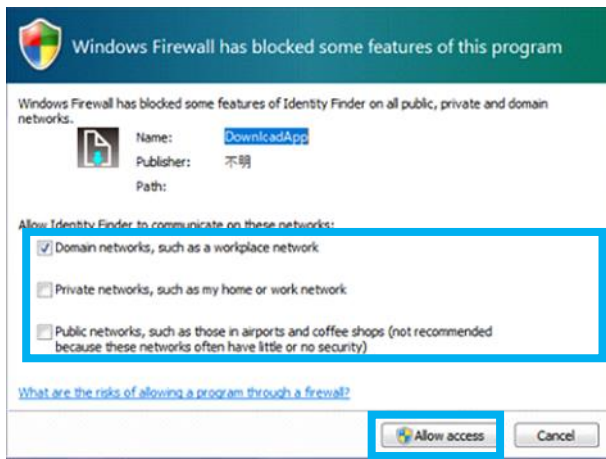 Windows Firewall has blocked some features of this program
Windows Firewall has blocked some features of Identity Finder on all public, private and domain
networks.
Name: DownlcadApp
Publisher: 不明
Path:
Allow Identity Finder to communicate on these networks:
Domain networks, such as a workplace network
Private networks, such as my home or work network
Public networks, such as those in airports and coffee shops (not recommended
because these networks often have little or no security)
What are the risks of allowing a program through a firewall?
Allow access Cancel